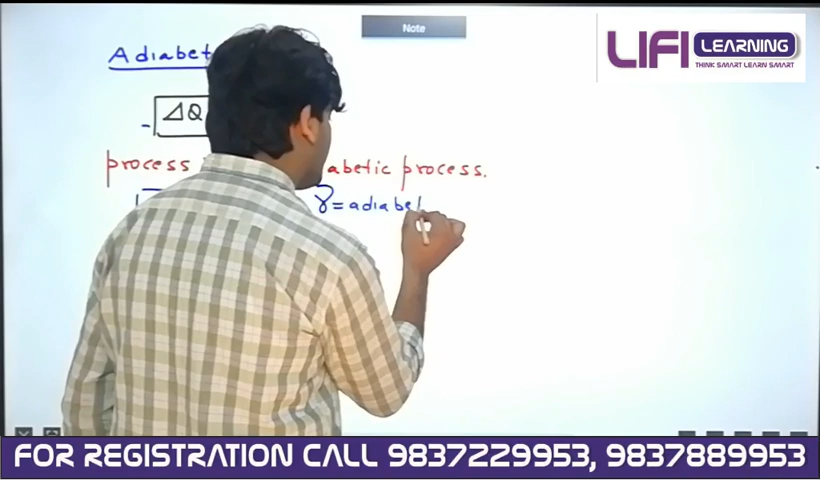 Note
LIFI LEARNING
THINK SMART LEARN SMART
Adiabet
ΔQ
process abetic process.
γ = adiabet
FOR REGISTRATION CALL 9837229953, 9837889953